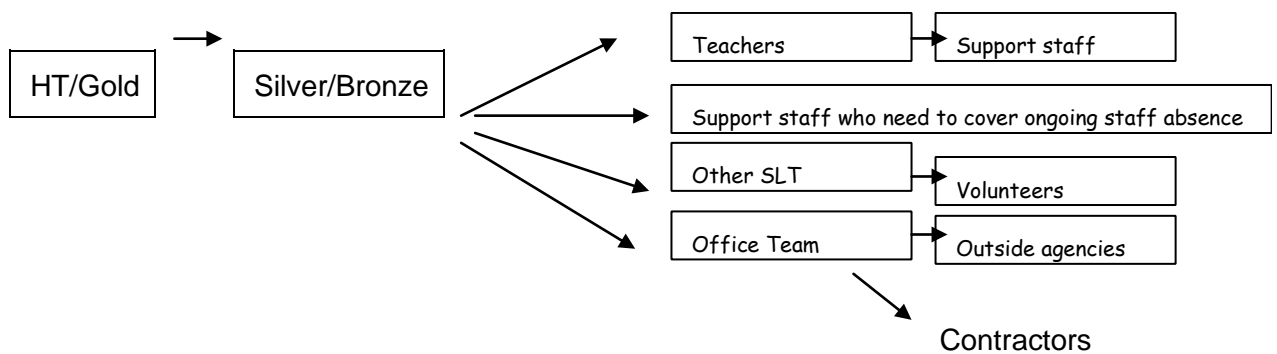 HT/Gold
Silver/Bronze
Teachers
Support staff
Support staff who need to cover ongoing staff absence
Other SLT
Volunteers
Office Team
Outside agencies
Contractors